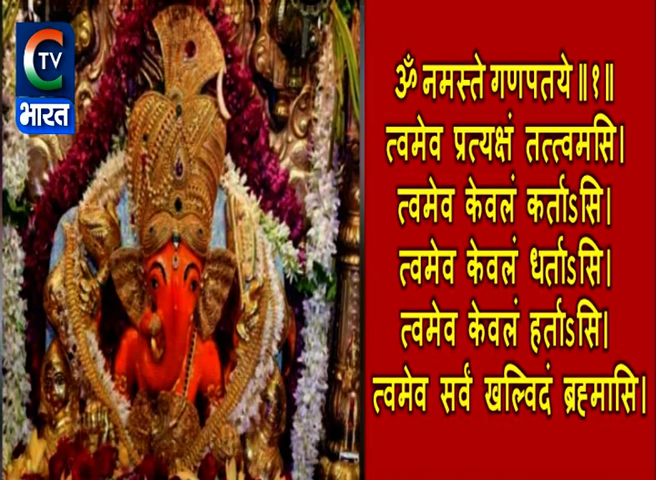 C
TV
भारत
ॐ नमस्ते गणपतये ॥१॥
त्वमेव प्रत्यक्षं तत्त्वमसि।
त्वमेव केवलं कर्ताऽसि।
त्वमेव केवलं धर्ताऽसि।
त्वमेव केवलं हर्ताऽसि।
त्वमेव सर्वं खल्विदं ब्रह्मासि।